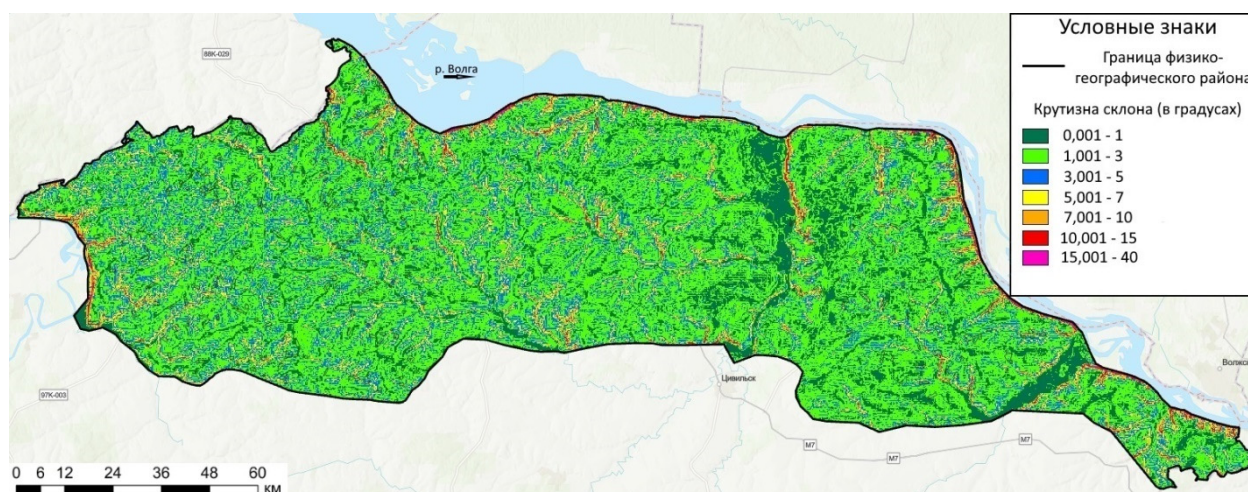 Условные знаки
Граница физико-
географического района
Крутизна склона (в градусах)
0,001 - 1
1,001 - 3
3,001 - 5
5,001 - 7
7,001 - 10
10,001 - 15
15,001 - 40
88К-029
р. Волга
Волжск
Цивильск
97К-003
М7
М7
М7
0 6 12 24 36 48 60
КМ